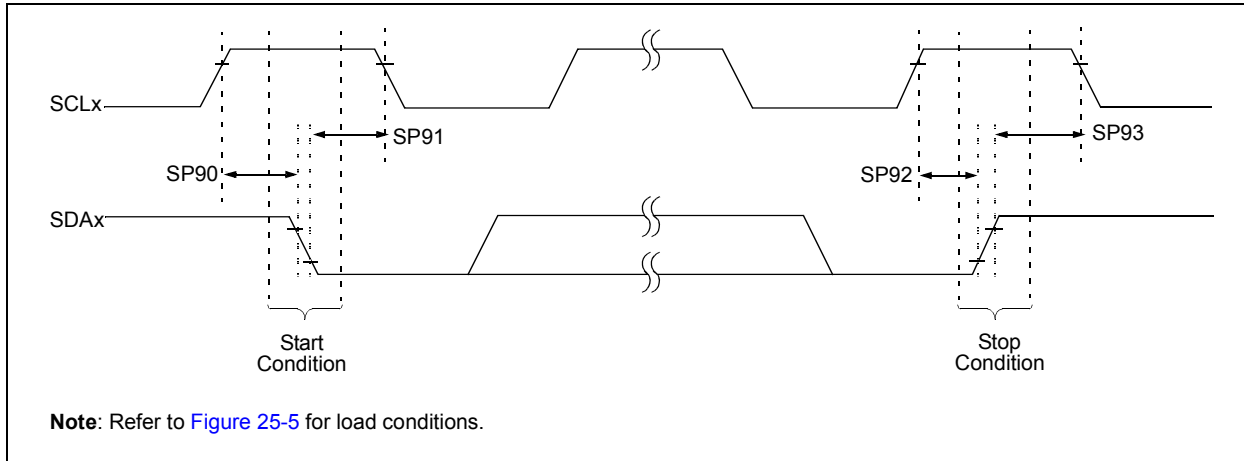 SCLx
SP91
SP93
SP90
SP92
SDAx
Start
Condition
Stop
Condition
Note: Refer to Figure 25-5 for load conditions.